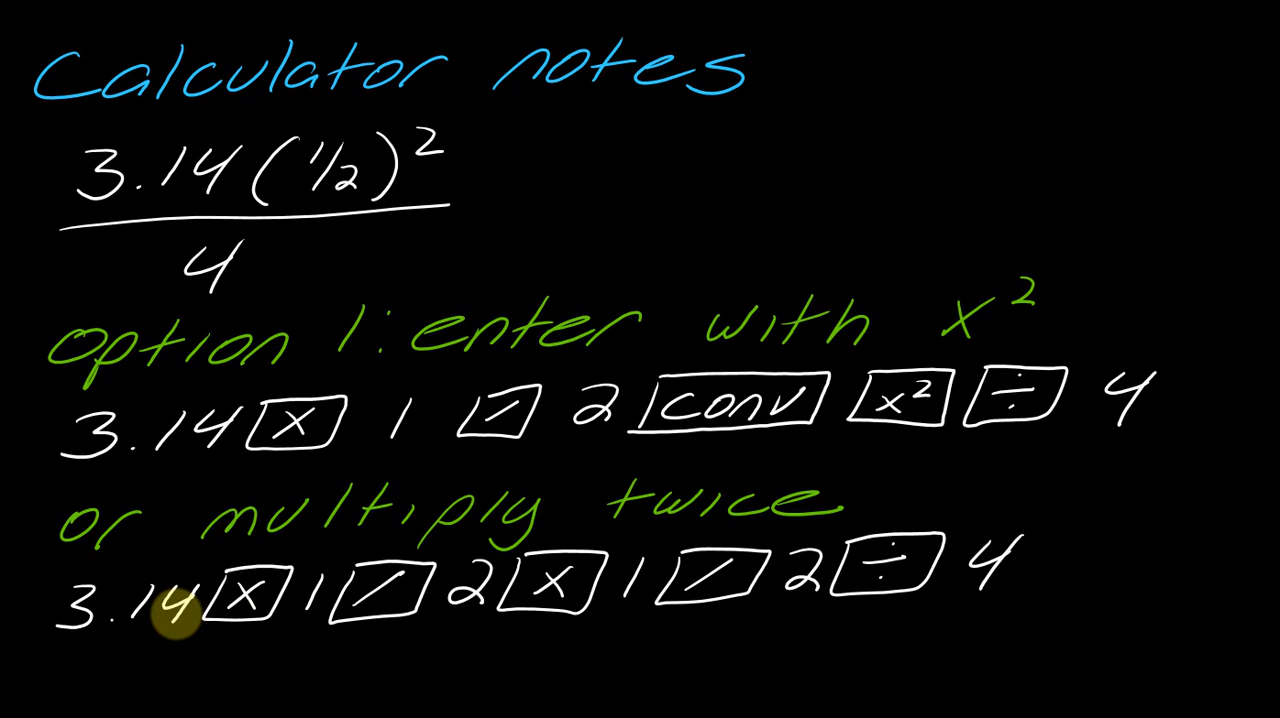 Calculator notes
3.14(1/2)²
4
option 1: enter with x²
3.14 x 1 / 2 conv x² ÷ 4
or multiply twice
3.14 x 1 / 2 x 1 / 2 ÷ 4